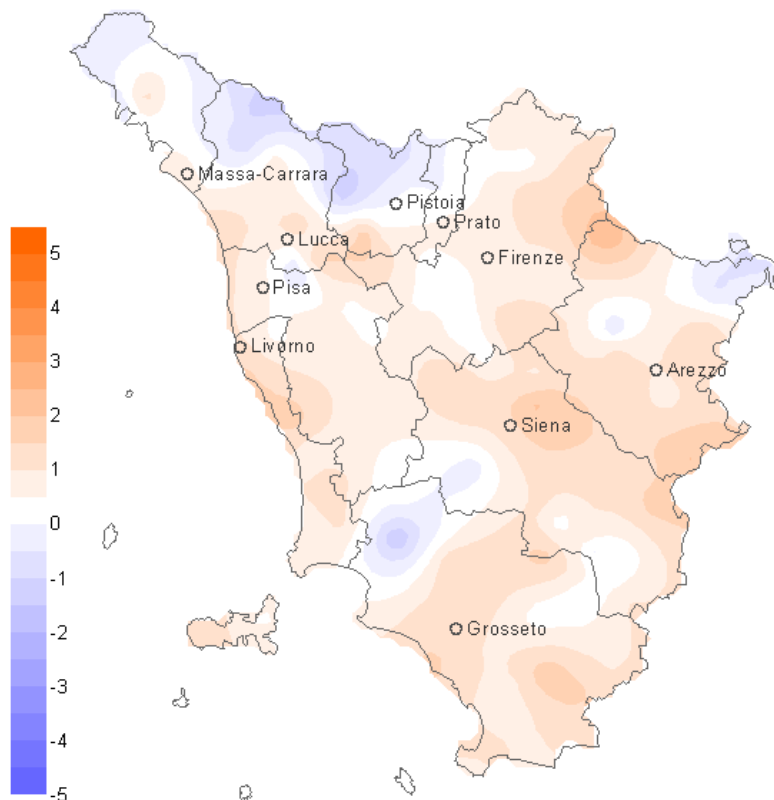 Massa-Carrara
Pistoia
Prato
Lucca
Firenze
Pisa
Livorno
Arezzo
Siena
Grosseto
5
4
3
2
1
0
-1
-2
-3
-4
-5